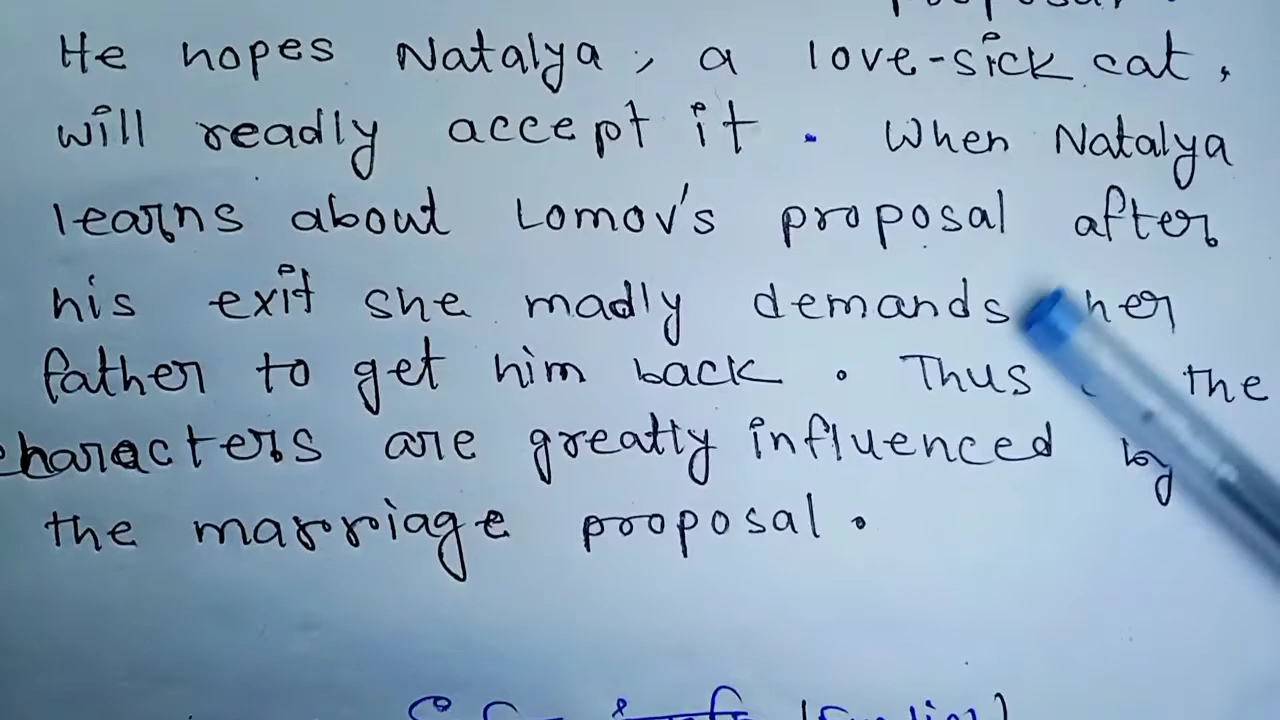 proposal.
He hopes Natalya, a love-sick cat,
will readly accept it. When Natalya
learns about Lomov's proposal after
his exit she madly demands her
father to get him back. Thus the
characters are greatly influenced by
the marriage proposal.